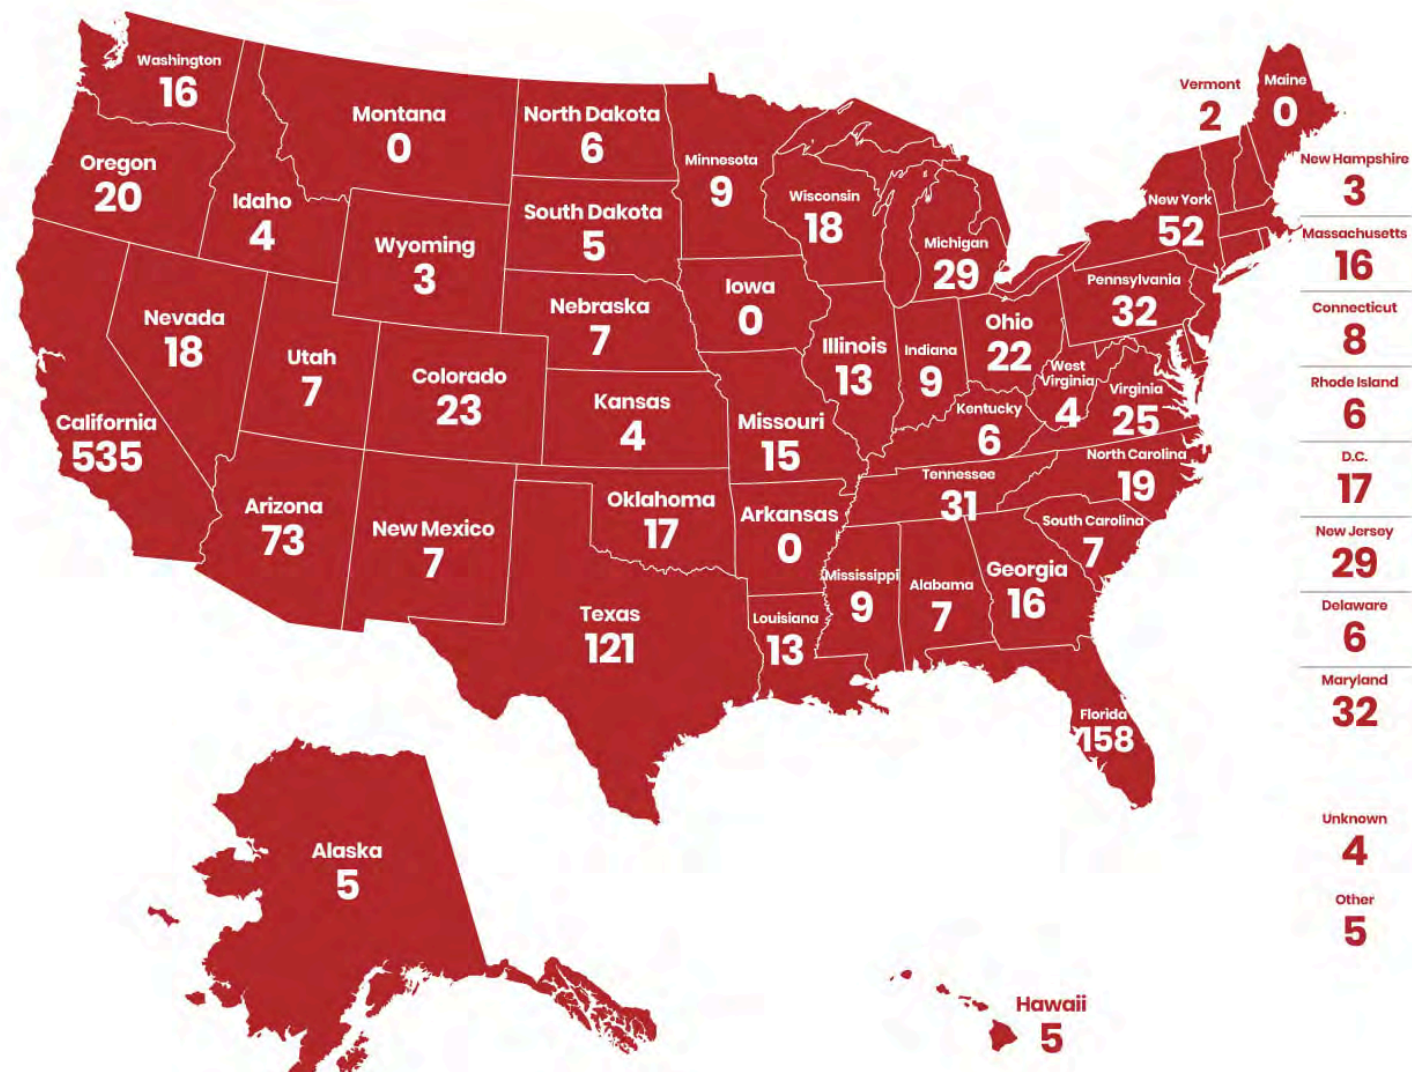 Washington
16
Montana
0
North Dakota
6
Minnesota
9
Vermont
2
Maine
0
Oregon
20
Idaho
4
Wyoming
3
South Dakota
5
Wisconsin
18
Michigan
29
New York
52
New Hampshire
3
Massachusetts
16
Connecticut
8
Rhode Island
6
D.C.
17
New Jersey
29
Delaware
6
Maryland
32
Unknown
4
Other
5
California
535
Nevada
18
Utah
7
Colorado
23
Nebraska
7
Kansas
4
Iowa
0
Missouri
15
Illinois
13
Indiana
9
Ohio
22
Pennsylvania
32
West
Virginia
4
Virginia
25
Kentucky
6
Tennessee
31
North Carolina
19
South Carolina
7
Arizona
73
New Mexico
7
Oklahoma
17
Arkansas
0
Texas
121
Louisiana
13
Mississippi
9
Alabama
7
Georgia
16
Florida
158
Alaska
5
Hawaii
5